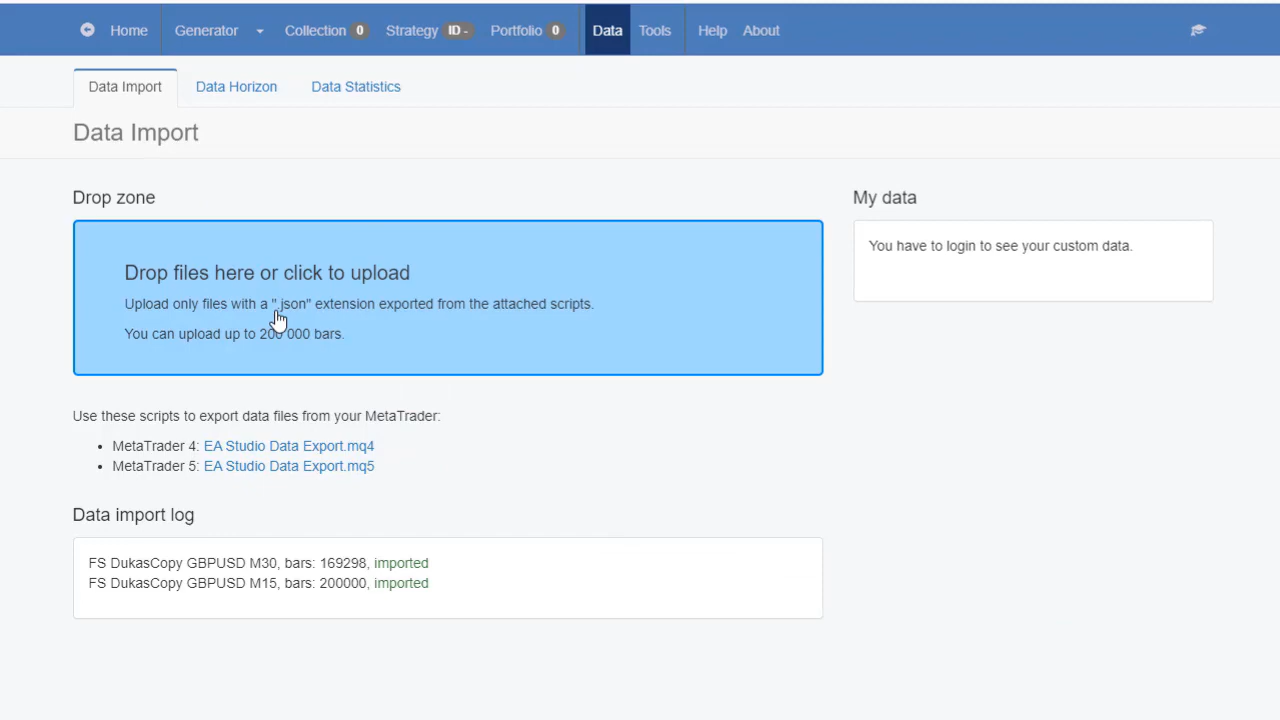 Home
Generator
Collection 0
Strategy ID -
Portfolio 0
Data
Tools
Help
About
Data Import
Data Horizon
Data Statistics
Data Import
Drop zone
Drop files here or click to upload
Upload only files with a ".json" extension exported from the attached scripts.
You can upload up to 200 000 bars.
My data
You have to login to see your custom data.
Use these scripts to export data files from your MetaTrader:
MetaTrader 4: EA Studio Data Export.mq4
MetaTrader 5: EA Studio Data Export.mq5
Data import log
FS DukasCopy GBPUSD M30, bars: 169298, imported
FS DukasCopy GBPUSD M15, bars: 200000, imported